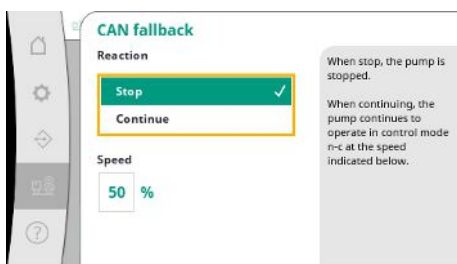 CAN fallback
Reaction
Stop
Continue
Speed
50 %
When stop, the pump is
stopped.
When continuing, the
pump continues to
operate in control mode
n-c at the speed
indicated below.
?